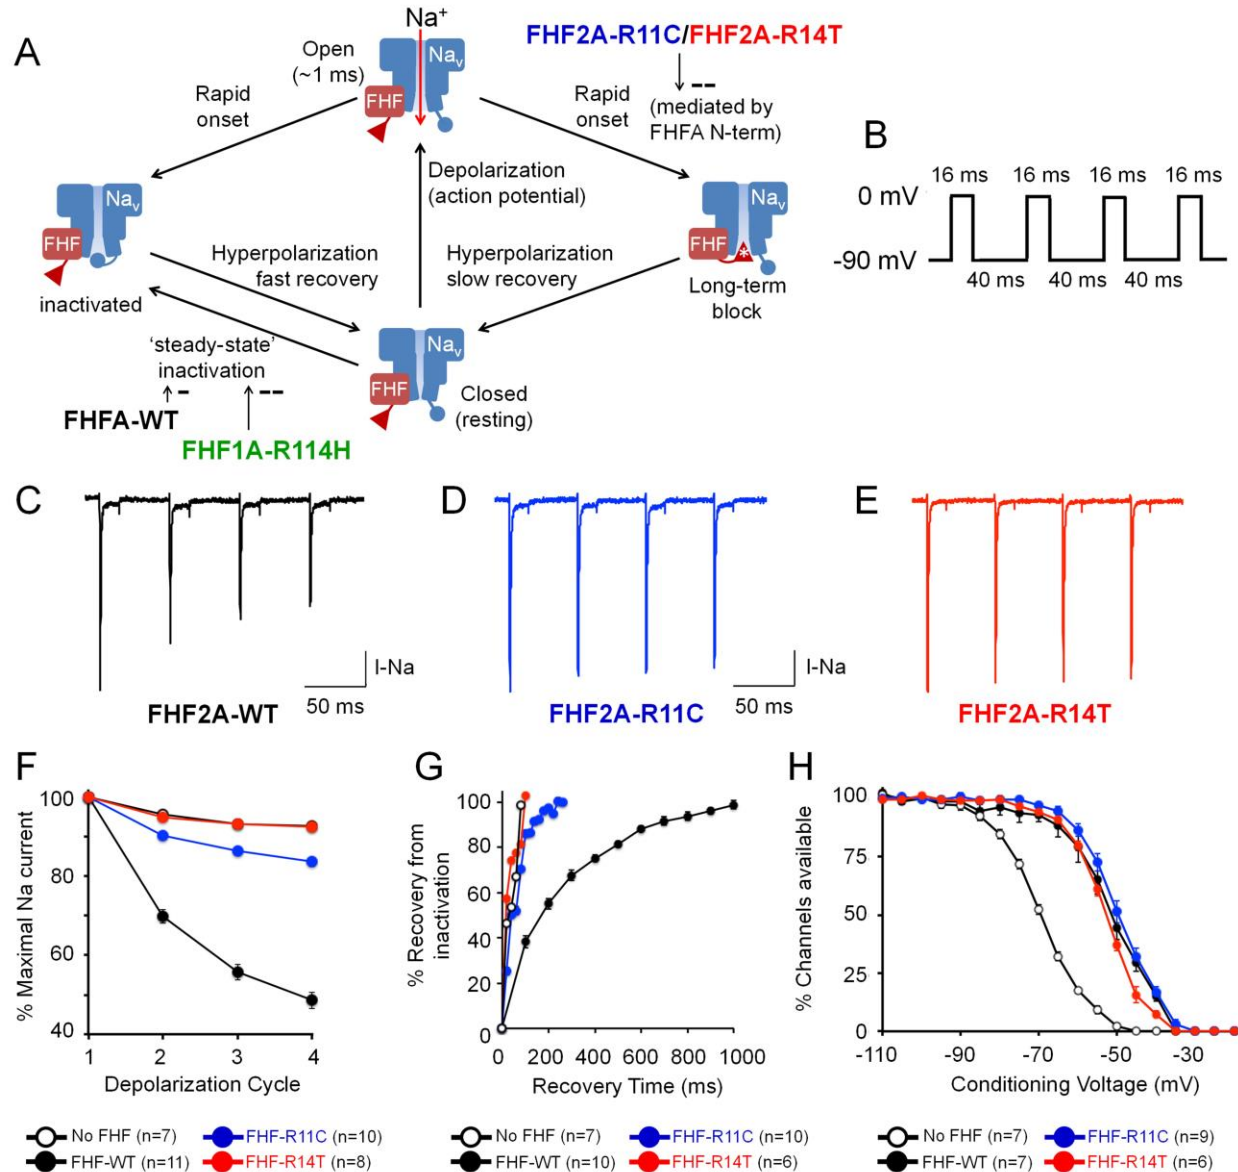 A
Na⁺
Open
(~1 ms)
Naᵥ
FHF
FHF2A-R11C/FHF2A-R14T
--
(mediated by
FHFA N-term)
Rapid
onset
Rapid
onset
Depolarization
(action potential)
Naᵥ
FHF
inactivated
Hyperpolarization
fast recovery
Hyperpolarization
slow recovery
Naᵥ
FHF
*
Long-term
block
'steady-state'
inactivation
- --
FHFA-WT
FHF1A-R114H
Naᵥ
FHF
Closed
(resting)
B
16 ms 16 ms 16 ms 16 ms
0 mV
-90 mV
40 ms 40 ms 40 ms
C
I-Na
50 ms
FHF2A-WT
D
I-Na
50 ms
FHF2A-R11C
E
FHF2A-R14T
F
% Maximal Na current
100
80
60
40
1 2 3 4
Depolarization Cycle
No FHF (n=7) FHF-R11C (n=10)
FHF-WT (n=11) FHF-R14T (n=8)
G
% Recovery from
inactivation
100
80
60
40
20
0
0 200 400 600 800 1000
Recovery Time (ms)
No FHF (n=7) FHF-R11C (n=10)
FHF-WT (n=10) FHF-R14T (n=6)
H
% Channels available
100
75
50
25
0
-110 -90 -70 -50 -30
Conditioning Voltage (mV)
No FHF (n=7) FHF-R11C (n=9)
FHF-WT (n=7) FHF-R14T (n=6)